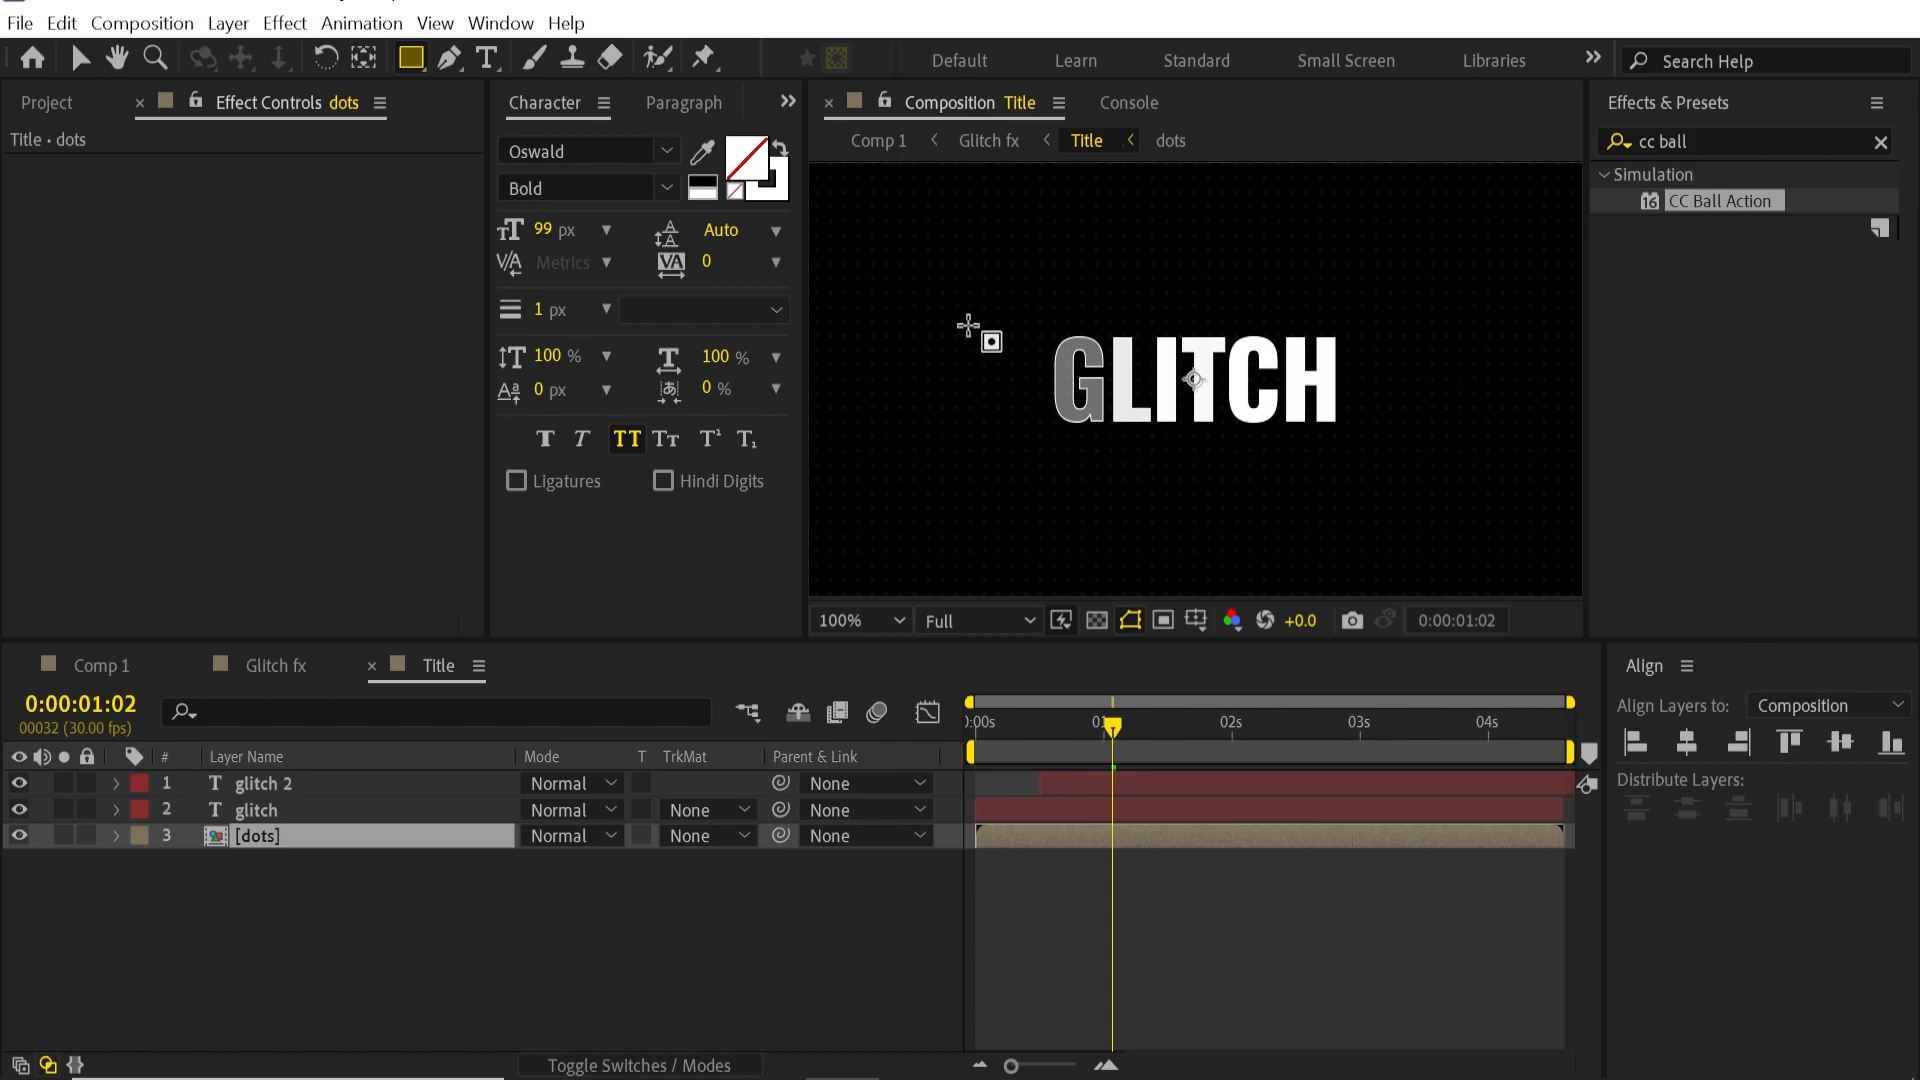 File Edit Composition Layer Effect Animation View Window Help
Default Learn Standard Small Screen Libraries Search Help
Project Effect Controls dots
Title • dots
Character Paragraph
Oswald
Bold
99 px Auto
Metrics 0
1 px
100 % 100 %
0 px 0 %
TT Tт T¹ T₁
Ligatures Hindi Digits
Composition Title Console
Comp 1 Glitch fx Title dots
GLITCH
100% Full +0.0 0:00:01:02
Effects & Presets
cc ball
Simulation
16 CC Ball Action
Comp 1 Glitch fx Title
0:00:01:02
00032 (30.00 fps)
# Layer Name Mode T TrkMat Parent & Link
1 T glitch 2 Normal None
2 T glitch Normal None None
3 [dots] Normal None None
Toggle Switches / Modes
):00s 01 02s 03s 04s
Align
Align Layers to: Composition
Distribute Layers: